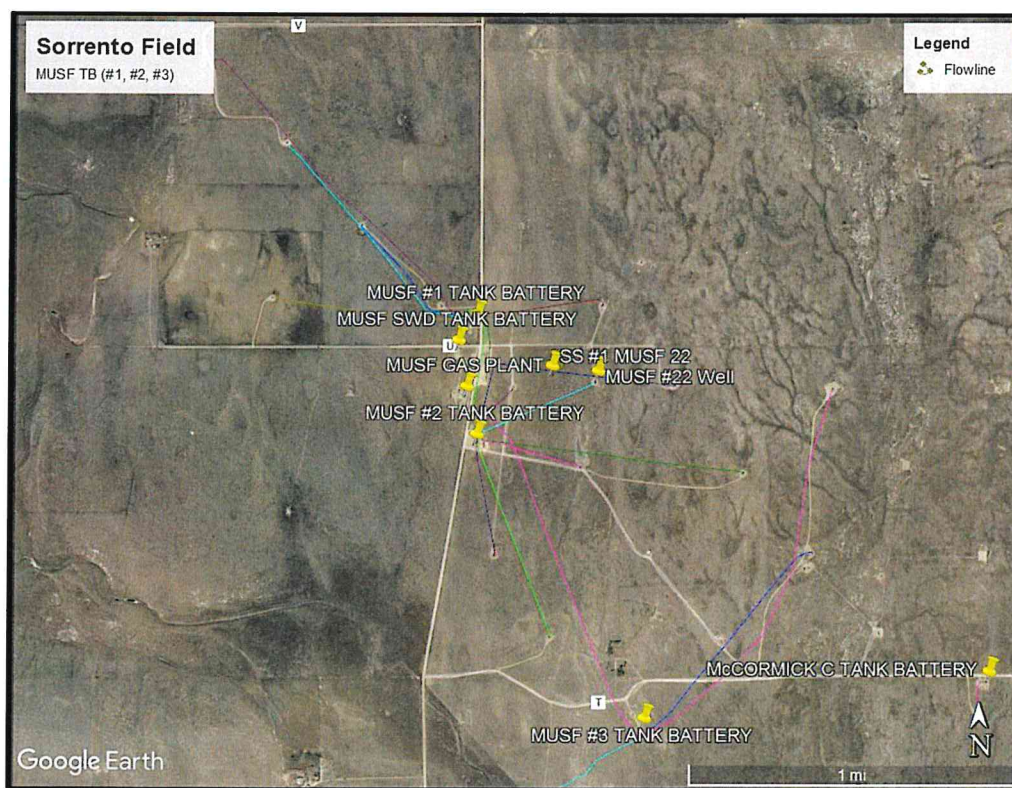 V
Sorrento Field
MUSF TB (#1, #2, #3)
Legend
Flowline
MUSF #1 TANK BATTERY
MUSF SWD TANK BATTERY
U
MUSF GAS PLANT
SS #1 MUSF 22
MUSF #22 Well
MUSF #2 TANK BATTERY
McCORMICK C TANK BATTERY
T
MUSF #3 TANK BATTERY
N
Google Earth
1 mi